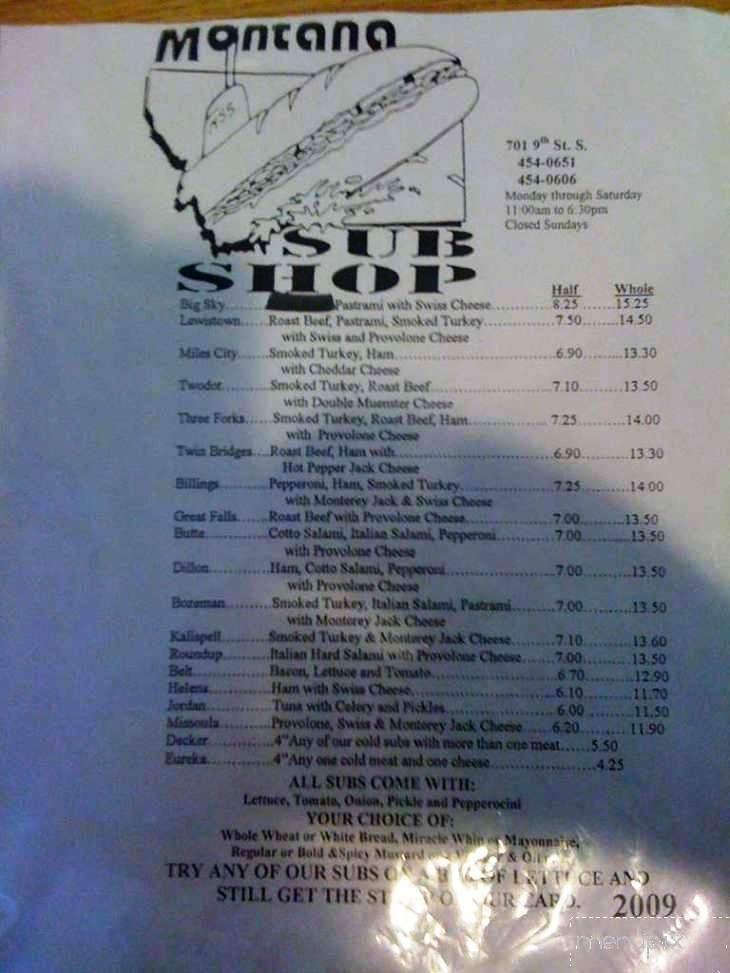 Montana
MSS
SUB
SHOP
701 9th St. S.
454-0651
454-0606
Monday through Saturday
11:00am to 6:30pm
Closed Sundays
Half Whole
Big Sky.......... Pastrami with Swiss Cheese..............8.25.......15.25
Lewistown.......Roast Beef, Pastrami, Smoked Turkey................7.50.......14.50
with Swiss and Provolone Cheese
Miles City........Smoked Turkey, Ham........................6.90.........13.30
with Cheddar Cheese
Twodot..........Smoked Turkey, Roast Beef........................7.10.........13.50
with Double Muenster Cheese
Three Forks......Smoked Turkey, Roast Beef, Ham................7.25.........14.00
with Provolone Cheese
Twin Bridges....Roast Beef, Ham with........................6.90.........13.30
Hot Pepper Jack Cheese
Billings..........Pepperoni, Ham, Smoked Turkey................7.25.........14.00
with Monterey Jack & Swiss Cheese
Great Falls........Roast Beef with Provolone Cheese................7.00.........13.50
Butte..........Cotto Salami, Italian Salami, Pepperoni................7.00.........13.50
with Provolone Cheese
Dillon..........Ham, Cotto Salami, Pepperoni................7.00.........13.50
with Provolone Cheese
Bozeman..........Smoked Turkey, Italian Salami, Pastrami..........7.00.........13.50
with Monterey Jack Cheese
Kalispell..........Smoked Turkey & Monterey Jack Cheese..........7.10.........13.60
Roundup..........Italian Hard Salami with Provolone Cheese.......7.00.........13.50
Belt..........Bacon, Lettuce and Tomato................6.70.........12.90
Helena..........Ham with Swiss Cheese................6.10.........11.70
Jordan..........Tuna with Celery and Pickles................6.00.........11.50
Missoula..........Provolone, Swiss & Monterey Jack Cheese.......6.20.........11.90
Decker..........4"Any of our cold subs with more than one meat......5.50
Eureka..........4"Any one cold meat and one cheese................4.25
ALL SUBS COME WITH:
Lettuce, Tomato, Onion, Pickle and Pepperocini
YOUR CHOICE OF:
Whole Wheat or White Bread, Miracle Whip or Mayonnaise,
Regular or Bold &Spicy Mustard & Oil
TRY ANY OF OUR SUBS ON A BED OF LETTUCE AND
STILL GET THE STAMP ON YOUR CARD. 2009
menupix